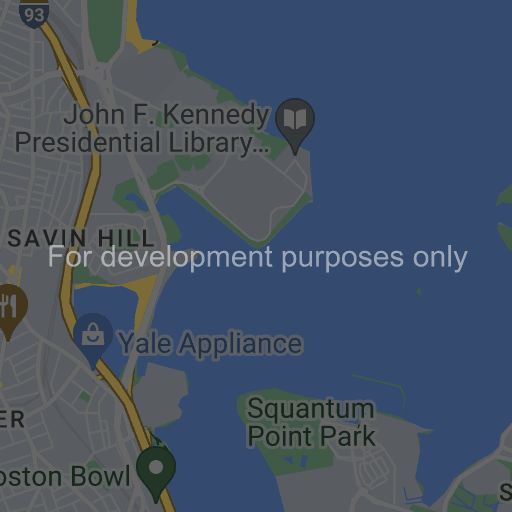 93
John F. Kennedy
Presidential Library...
SAVIN HILL
For development purposes only
Yale Appliance
Squantum
Point Park
ER
oston Bowl
S